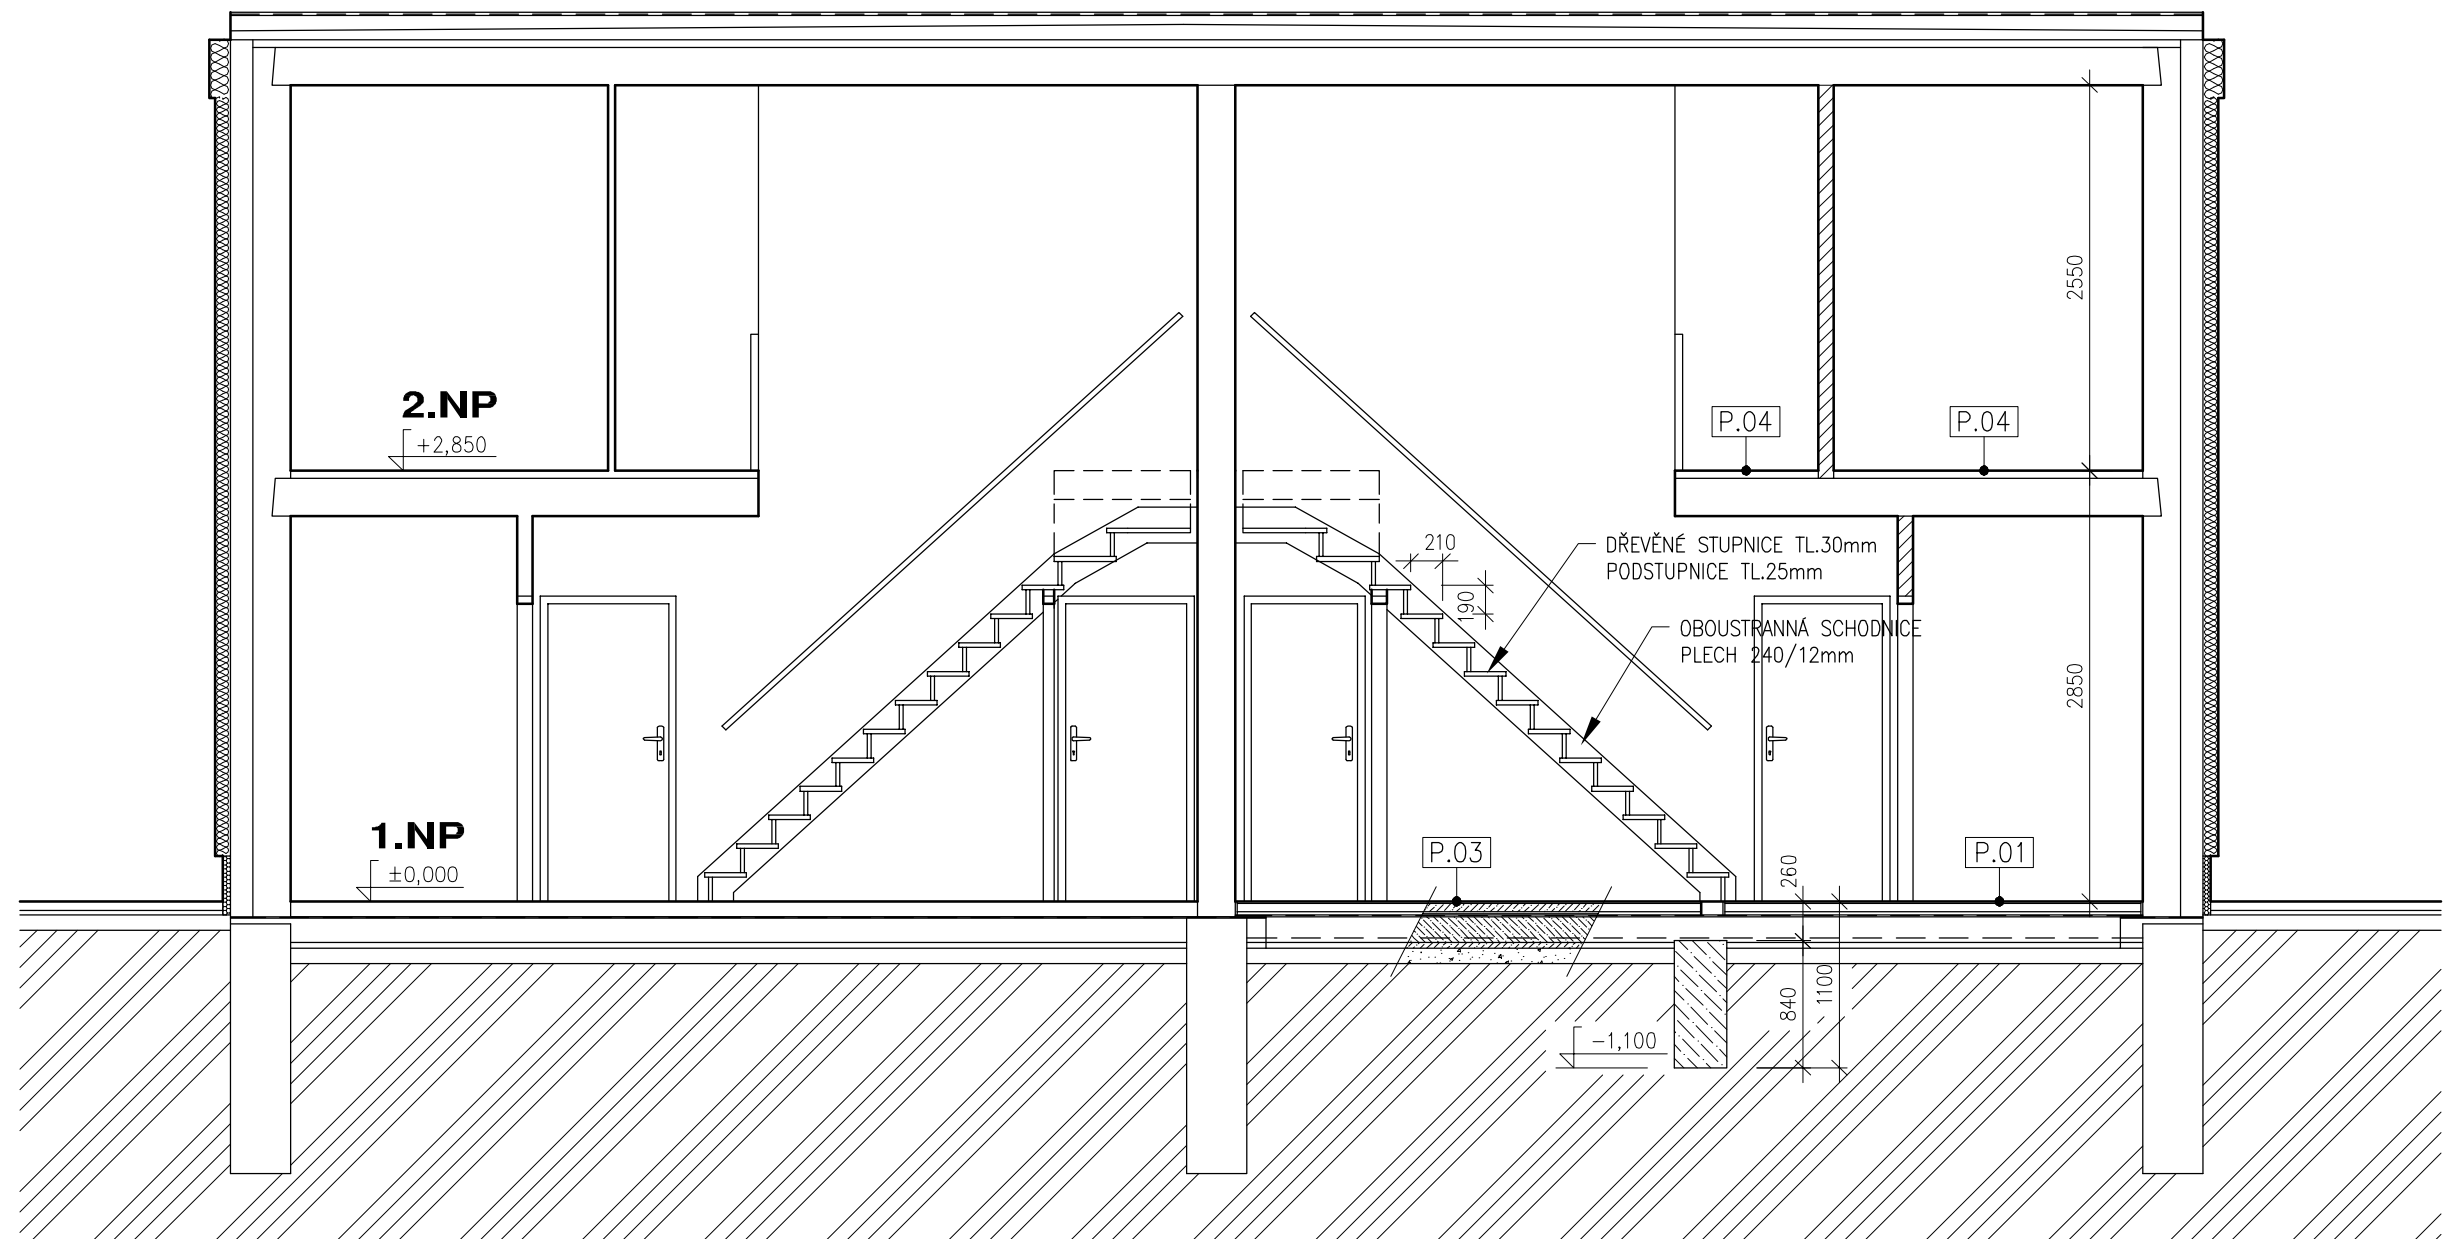 2550
2.NP
+2,850
P.04
P.04
210
190
DŘEVĚNÉ STUPNICE TL.30mm
PODSTUPNICE TL.25mm
OBOUSTRANNÁ SCHODNICE
PLECH 240/12mm
2850
1.NP
±0,000
P.03
P.01
260
840
1100
-1,100